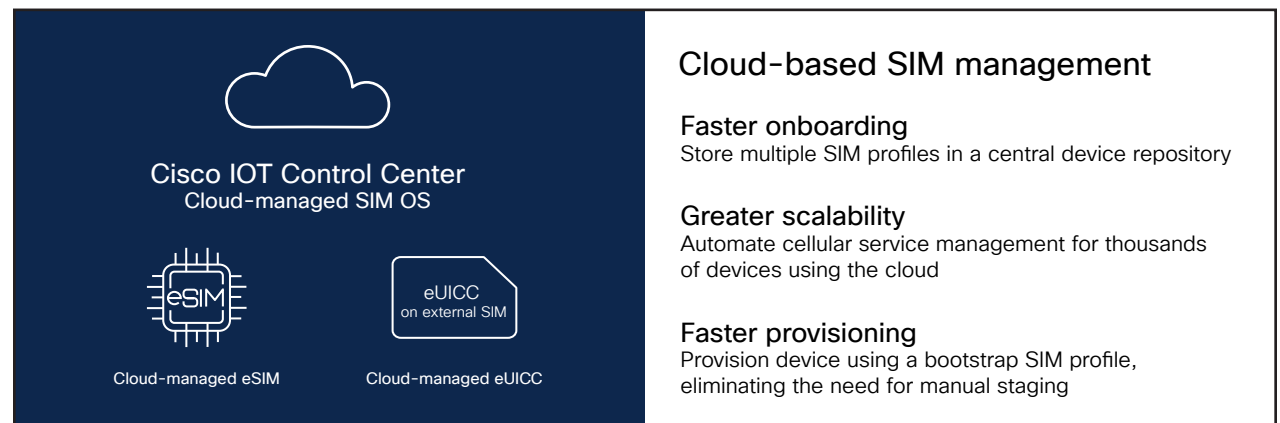 Cisco IOT Control Center
Cloud-managed SIM OS
eSIM
Cloud-managed eSIM
eUICC
on external SIM
Cloud-managed eUICC
Cloud-based SIM management
Faster onboarding
Store multiple SIM profiles in a central device repository
Greater scalability
Automate cellular service management for thousands
of devices using the cloud
Faster provisioning
Provision device using a bootstrap SIM profile,
eliminating the need for manual staging